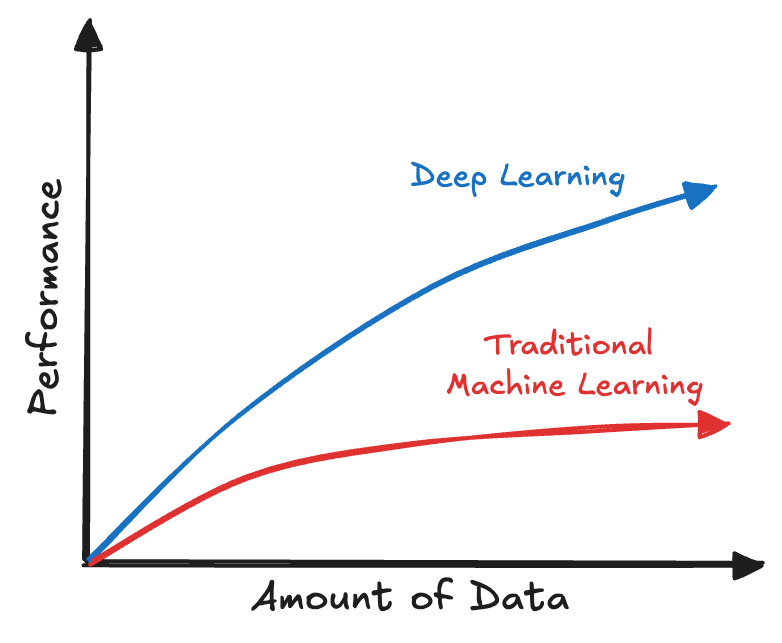 Deep Learning
Performance
Traditional
Machine Learning
Amount of Data